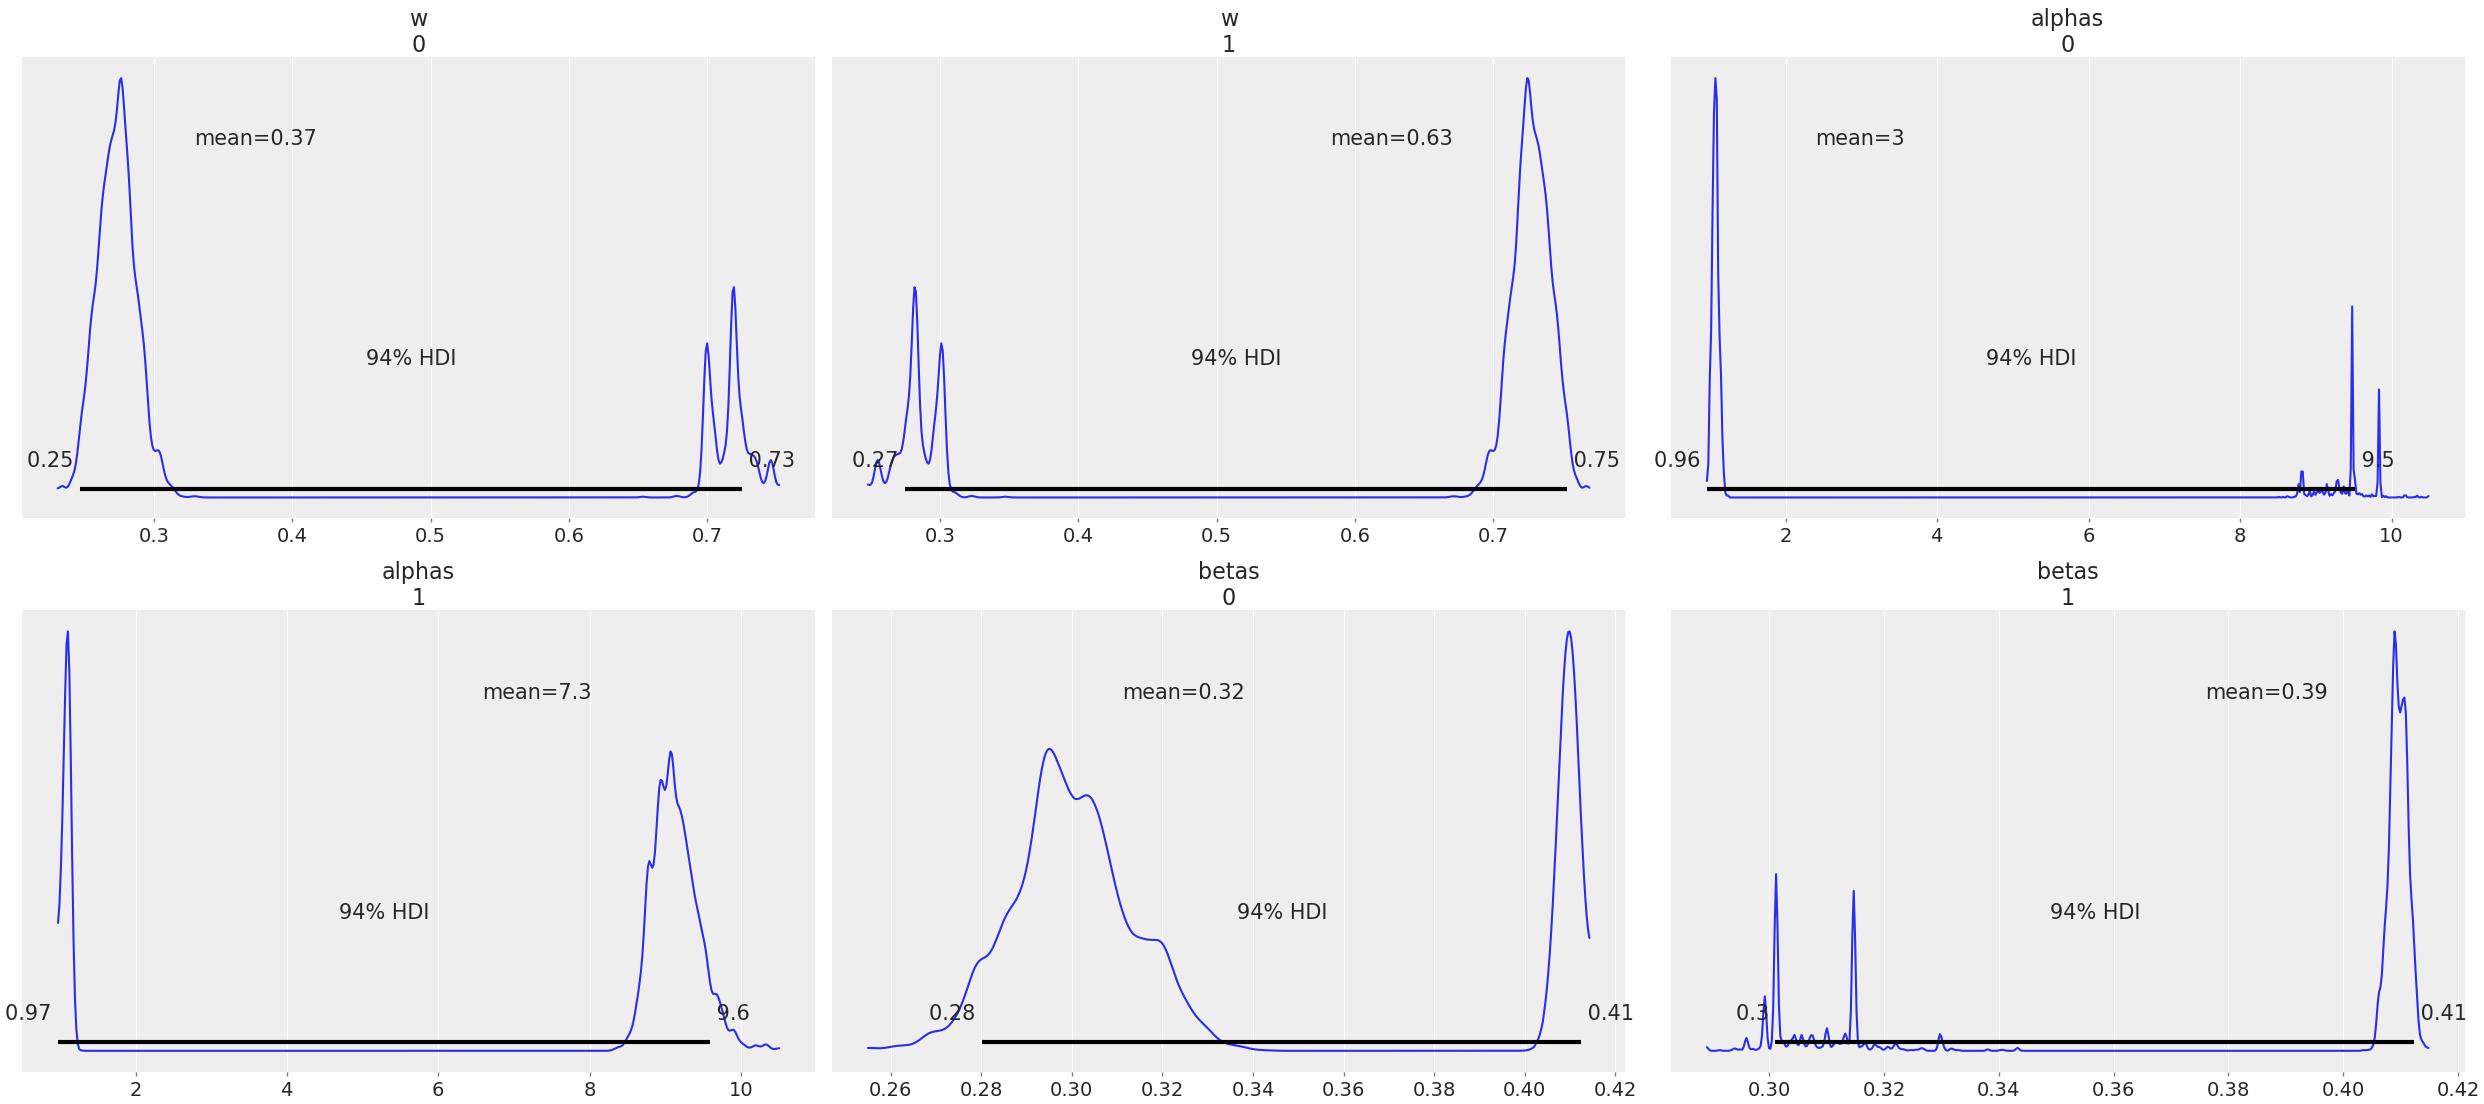 w
0
mean=0.37
94% HDI
0.25
0.73
0.3 0.4 0.5 0.6 0.7
w
1
mean=0.63
94% HDI
0.27
0.75
0.3 0.4 0.5 0.6 0.7
alphas
0
mean=3
94% HDI
0.96
9.5
2 4 6 8 10
alphas
1
mean=7.3
94% HDI
0.97
9.6
2 4 6 8 10
betas
0
mean=0.32
94% HDI
0.28
0.41
0.26 0.28 0.30 0.32 0.34 0.36 0.38 0.40 0.42
betas
1
mean=0.39
94% HDI
0.3
0.41
0.30 0.32 0.34 0.36 0.38 0.40 0.42